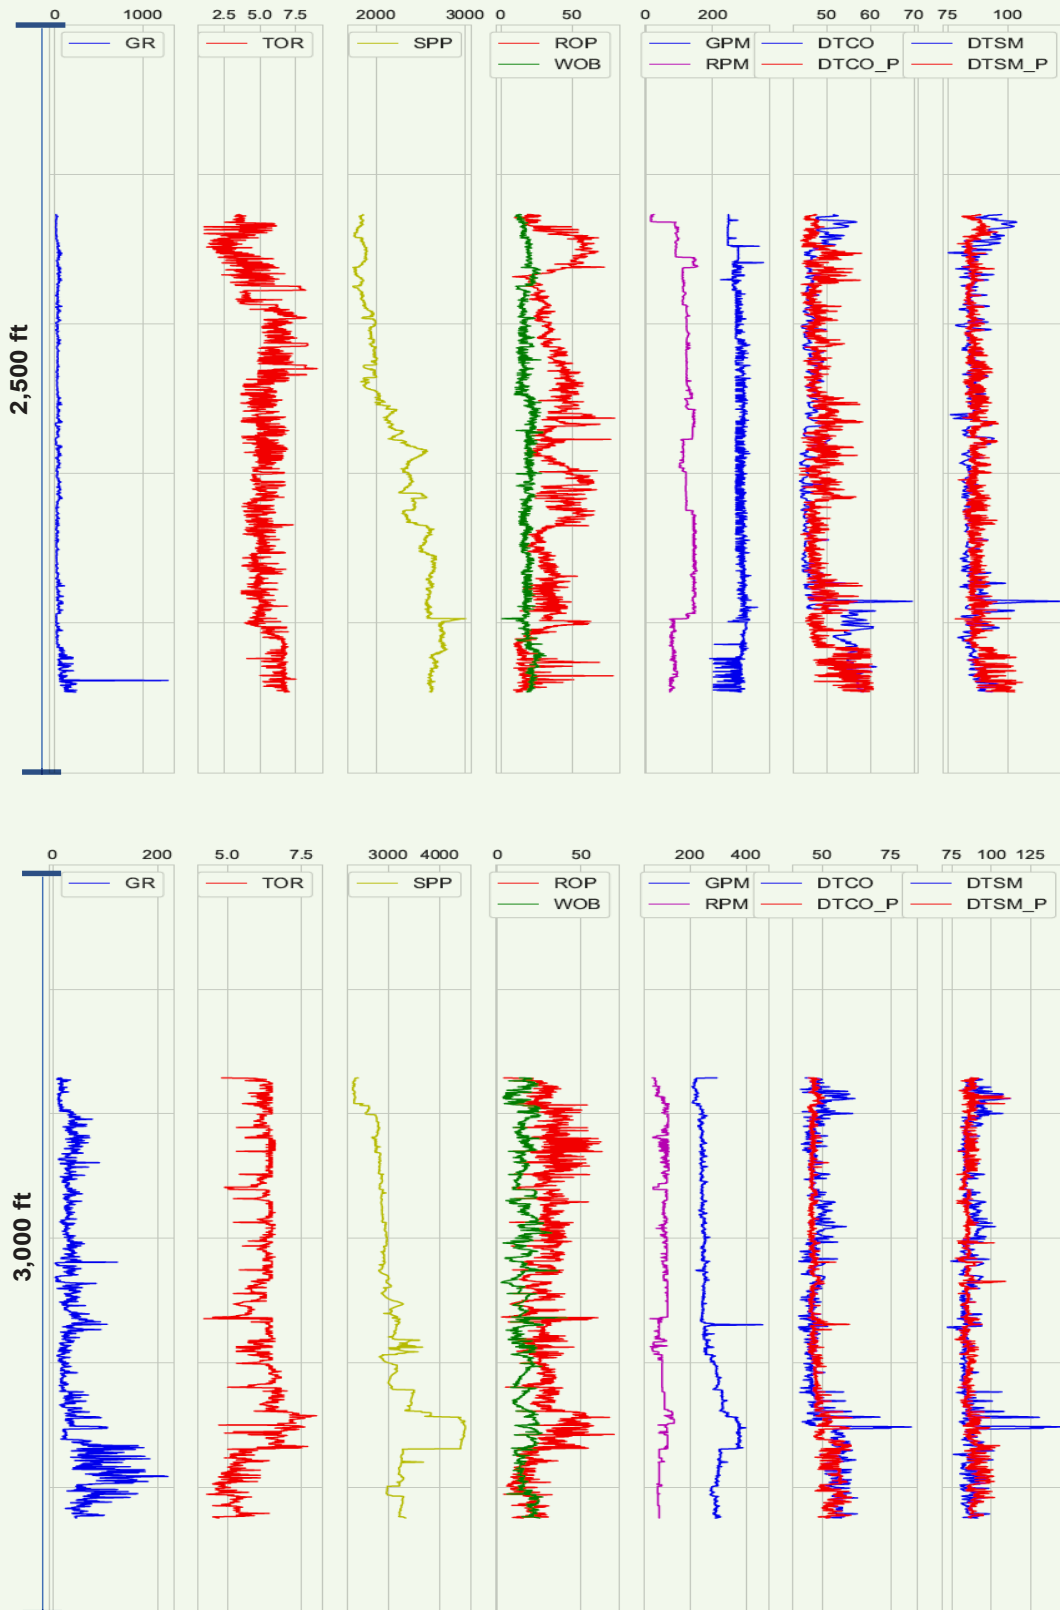 0 1000 2.5 5.0 7.5 2000 3000 0 50 0 200 50 60 70 75 100
GR TOR SPP ROP GPM DTCO DTSM
WOB RPM DTCO_P DTSM_P
2,500 ft
0 200 5.0 7.5 3000 4000 0 50 200 400 50 75 75 100 125
GR TOR SPP ROP GPM DTCO DTSM
WOB RPM DTCO_P DTSM_P
3,000 ft